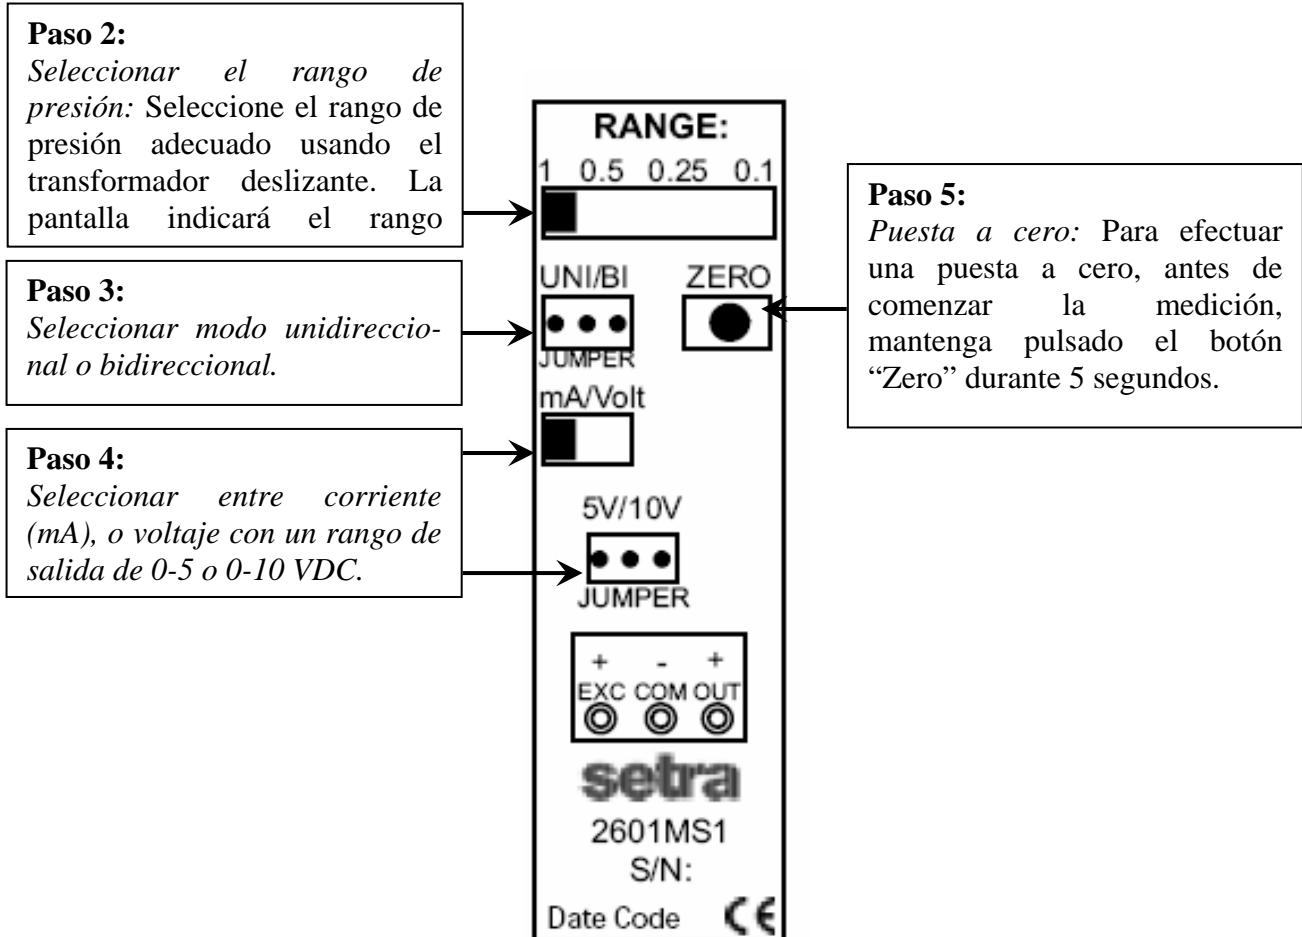 Paso 2:
Seleccionar el rango de
presión: Seleccione el rango de
presión adecuado usando el
transformador deslizante. La
pantalla indicará el rango
Paso 3:
Seleccionar modo unidireccio-
nal o bidireccional.
Paso 4:
Seleccionar entre corriente
(mA), o voltaje con un rango de
salida de 0-5 o 0-10 VDC.
RANGE:
1 0.5 0.25 0.1
UNI/BI ZERO
JUMPER
mA/Volt
5V/10V
JUMPER
+ - +
EXC COM OUT
setra
2601MS1
S/N:
Date Code CE
Paso 5:
Puesta a cero: Para efectuar
una puesta a cero, antes de
comenzar la medición,
mantenga pulsado el botón
“Zero” durante 5 segundos.